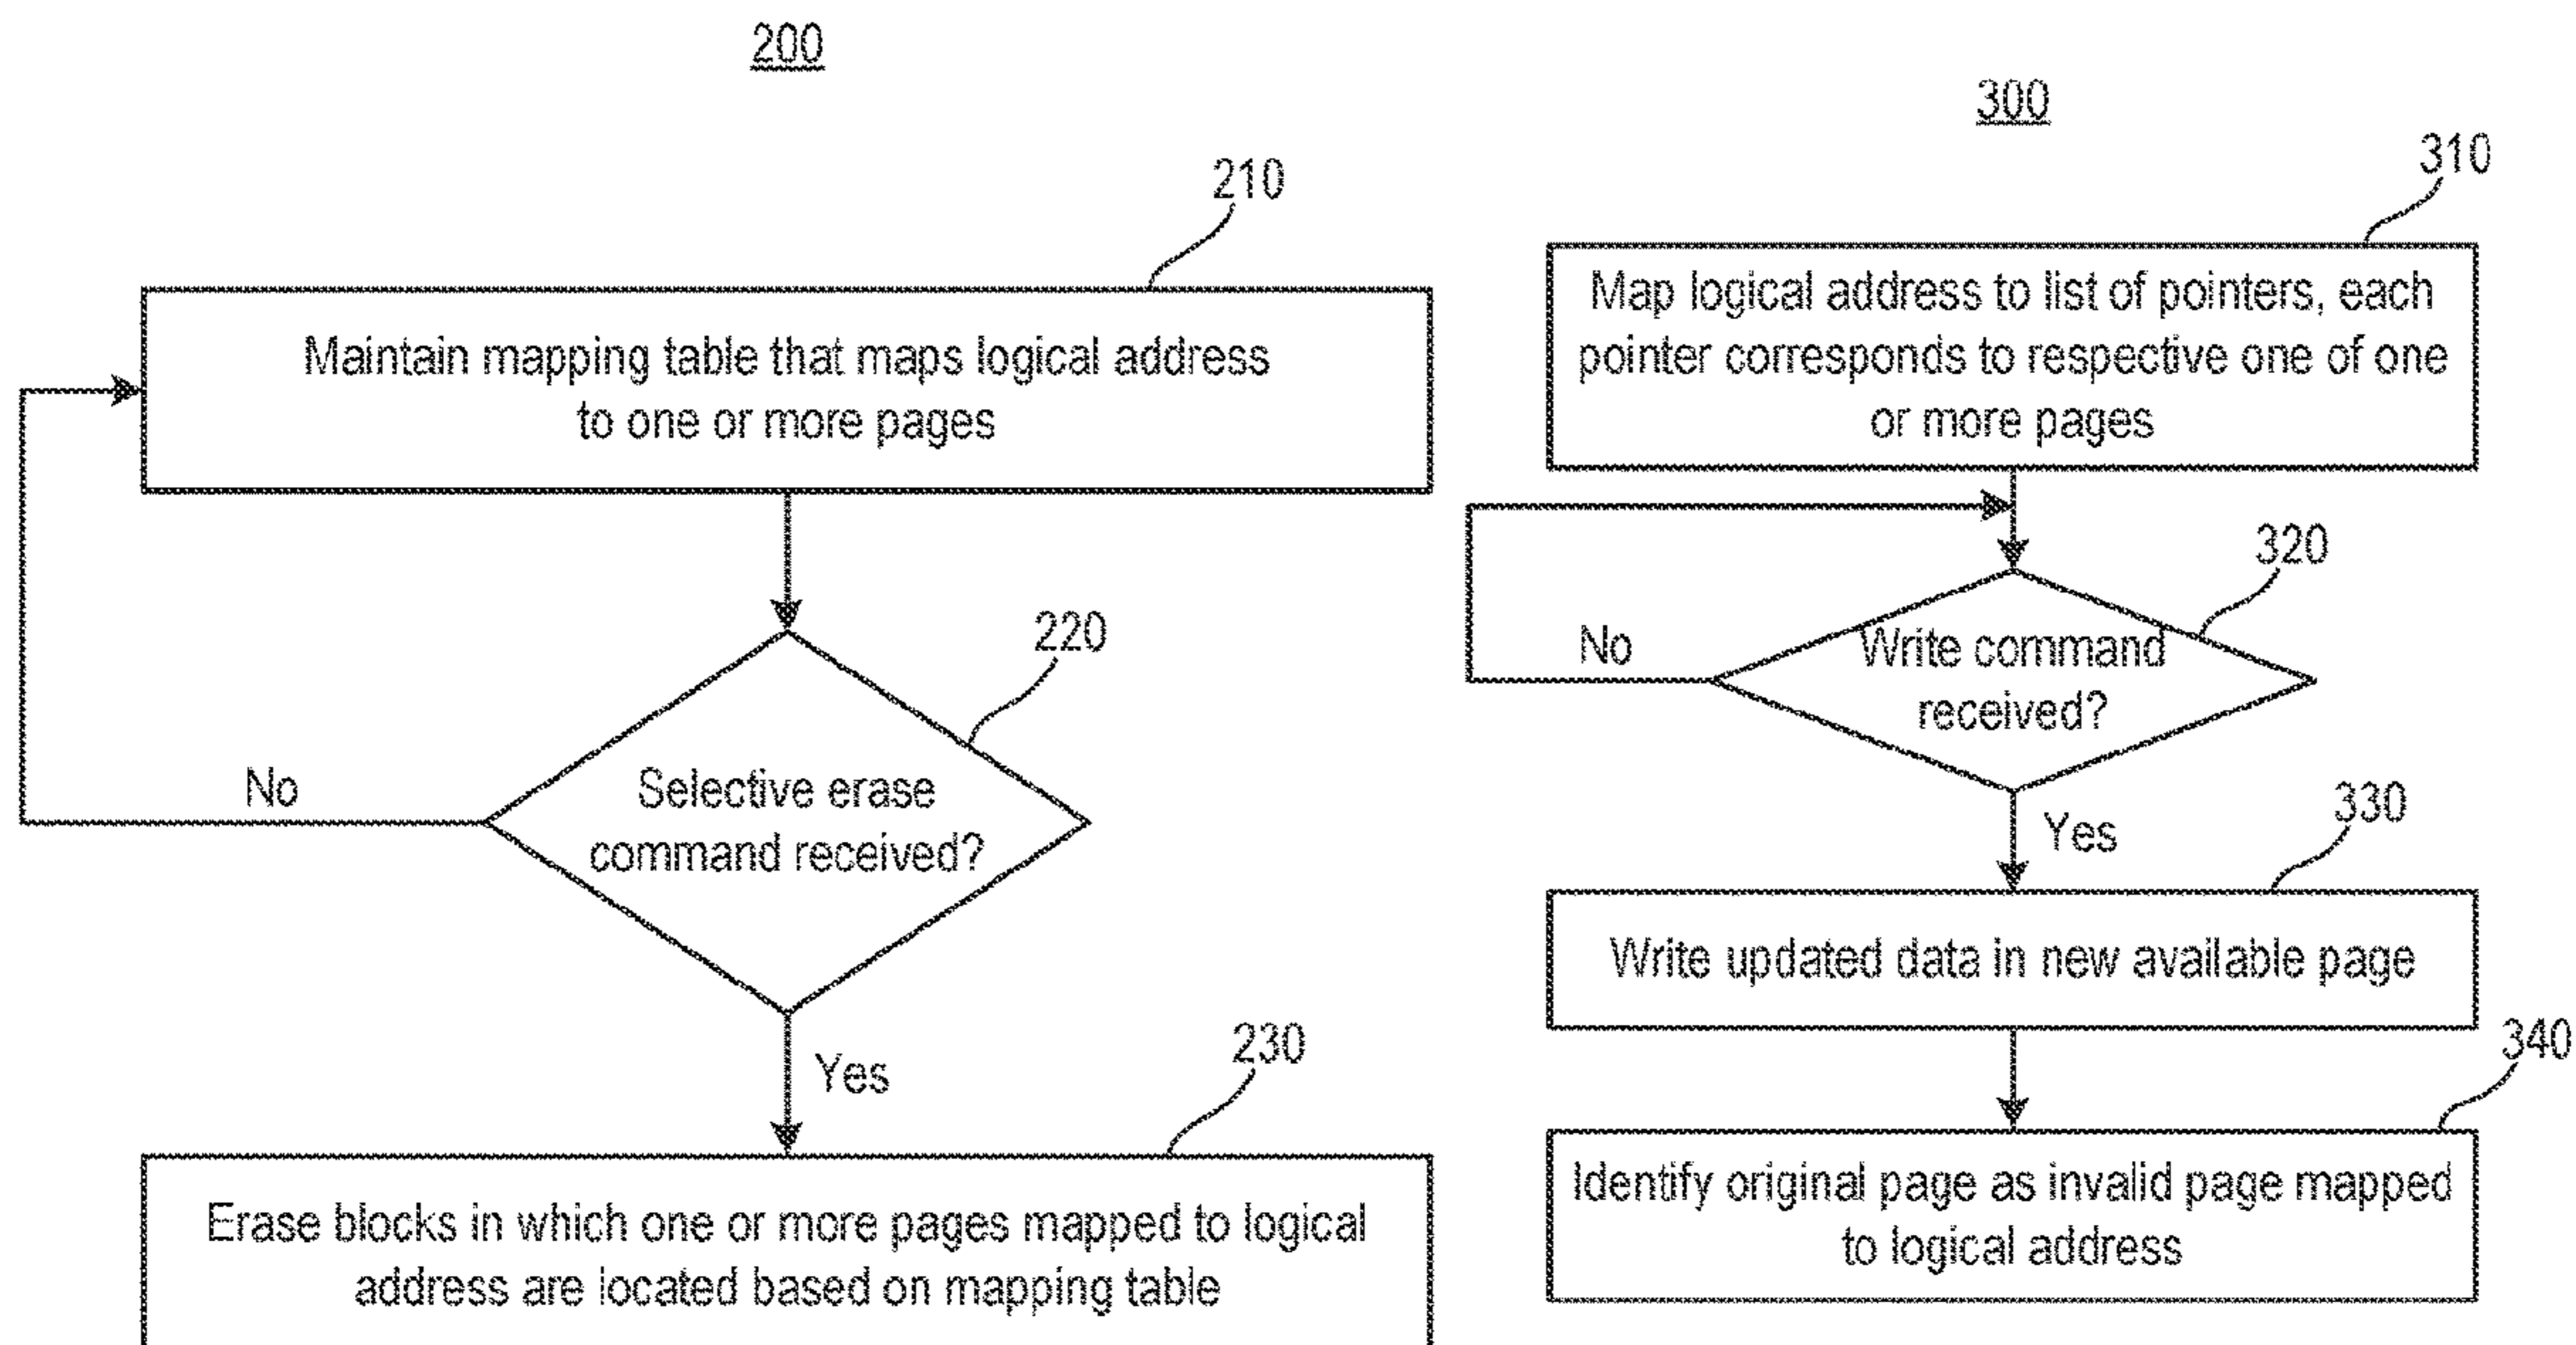 200
210
Maintain mapping table that maps logical address
to one or more pages
220
No
Selective erase
command received?
Yes
230
Erase blocks in which one or more pages mapped to logical
address are located based on mapping table
300
310
Map logical address to list of pointers, each
pointer corresponds to respective one of one
or more pages
320
No
Write command
received?
Yes
330
Write updated data in new available page
340
Identify original page as invalid page mapped
to logical address